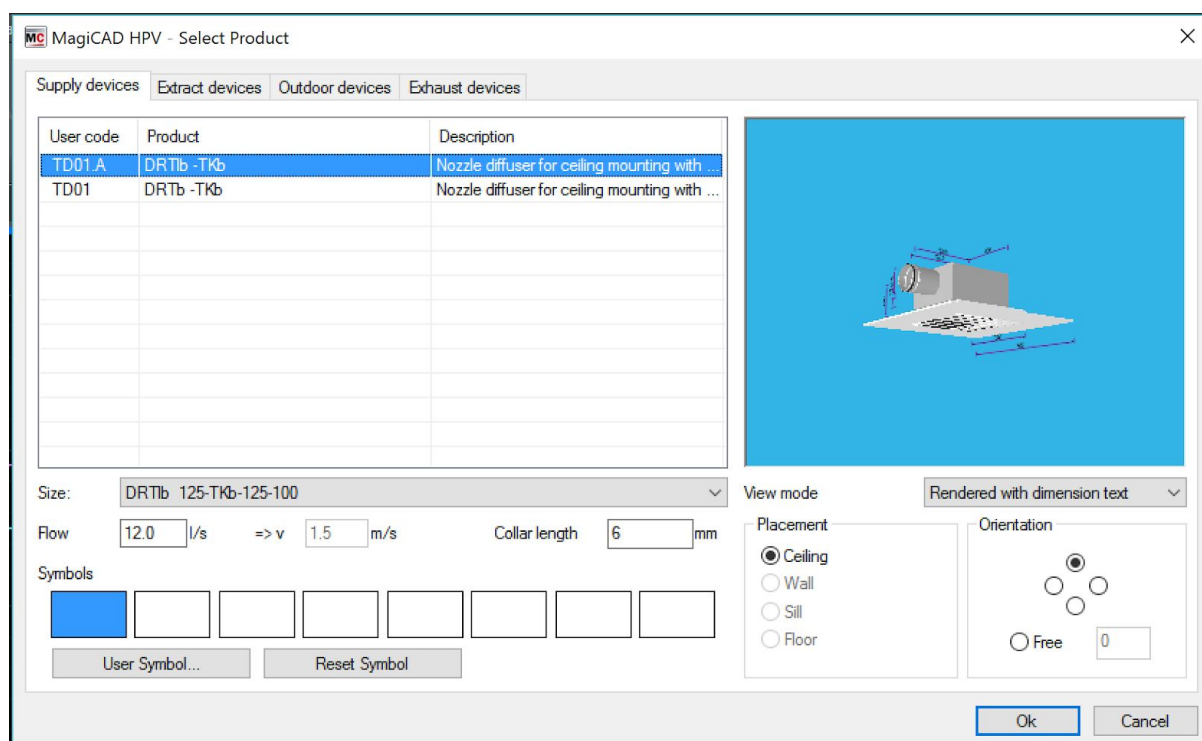 MC MagiCAD HPV - Select Product
Supply devices Extract devices Outdoor devices Exhaust devices
User code Product Description
TD01.A DRTIb -TKb Nozzle diffuser for ceiling mounting with ...
TD01 DRTb -TKb Nozzle diffuser for ceiling mounting with ...
Size: DRTIb 125-TKb-125-100
View mode Rendered with dimension text
Flow 12.0 l/s => v 1.5 m/s Collar length 6 mm
Symbols
User Symbol... Reset Symbol
Placement
Ceiling
Wall
Sill
Floor
Orientation
Free 0
Ok Cancel